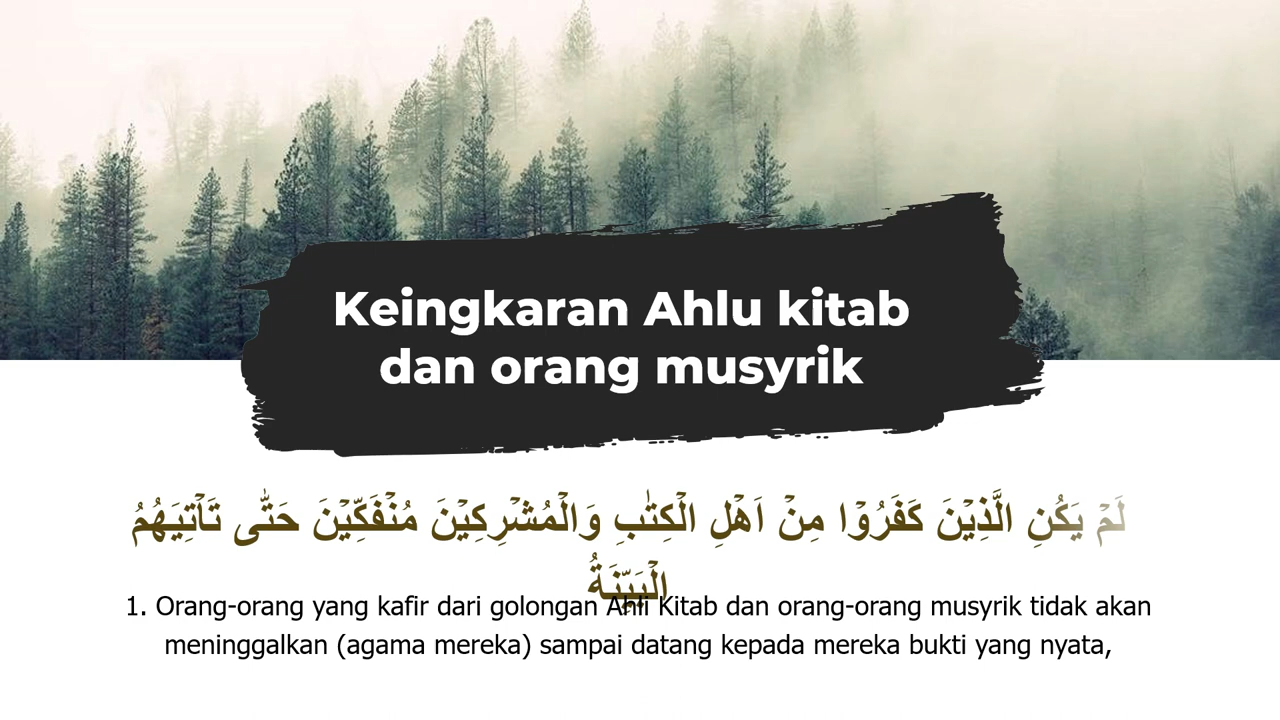 Keingkaran Ahlu kitab
dan orang musyrik
لَمْ يَكُنِ الَّذِيْنَ كَفَرُوْا مِنْ اَهْلِ الْكِتٰبِ وَالْمُشْرِكِيْنَ مُنْفَكِّيْنَ حَتّٰى تَأْتِيَهُمُ
الْبَيِّنَةُ
1. Orang-orang yang kafir dari golongan Ahli Kitab dan orang-orang musyrik tidak akan
meninggalkan (agama mereka) sampai datang kepada mereka bukti yang nyata,